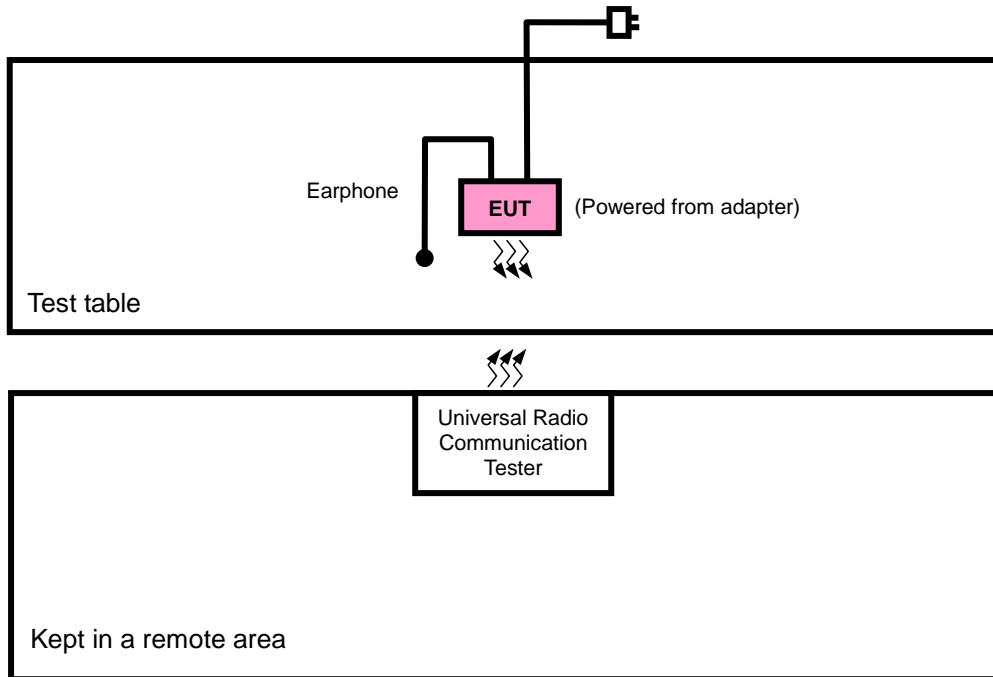 Earphone
EUT
(Powered from adapter)
Test table
Universal Radio
Communication
Tester
Kept in a remote area